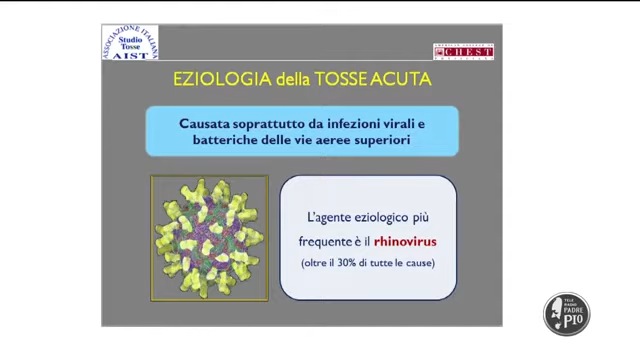 ASSOCIAZIONE ITALIANA
Studio
Tosse
AIST
CHEST
EZIOLOGIA della TOSSE ACUTA
Causata soprattutto da infezioni virali e
batteriche delle vie aeree superiori
L'agente eziologico più
frequente è il rhinovirus
(oltre il 30% di tutte le cause)
TELE
RADIO
PADRE
PIO